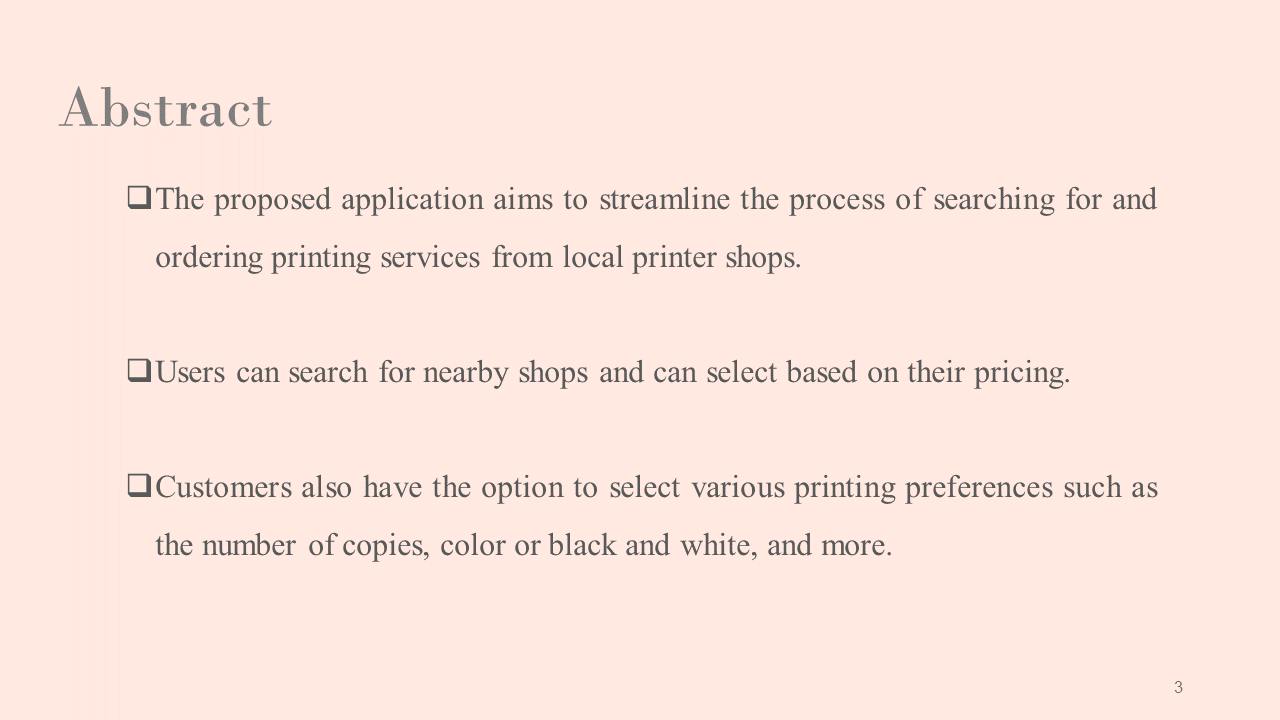 Abstract
❑The proposed application aims to streamline the process of searching for and
ordering printing services from local printer shops.
❑Users can search for nearby shops and can select based on their pricing.
❑Customers also have the option to select various printing preferences such as
the number of copies, color or black and white, and more.
3